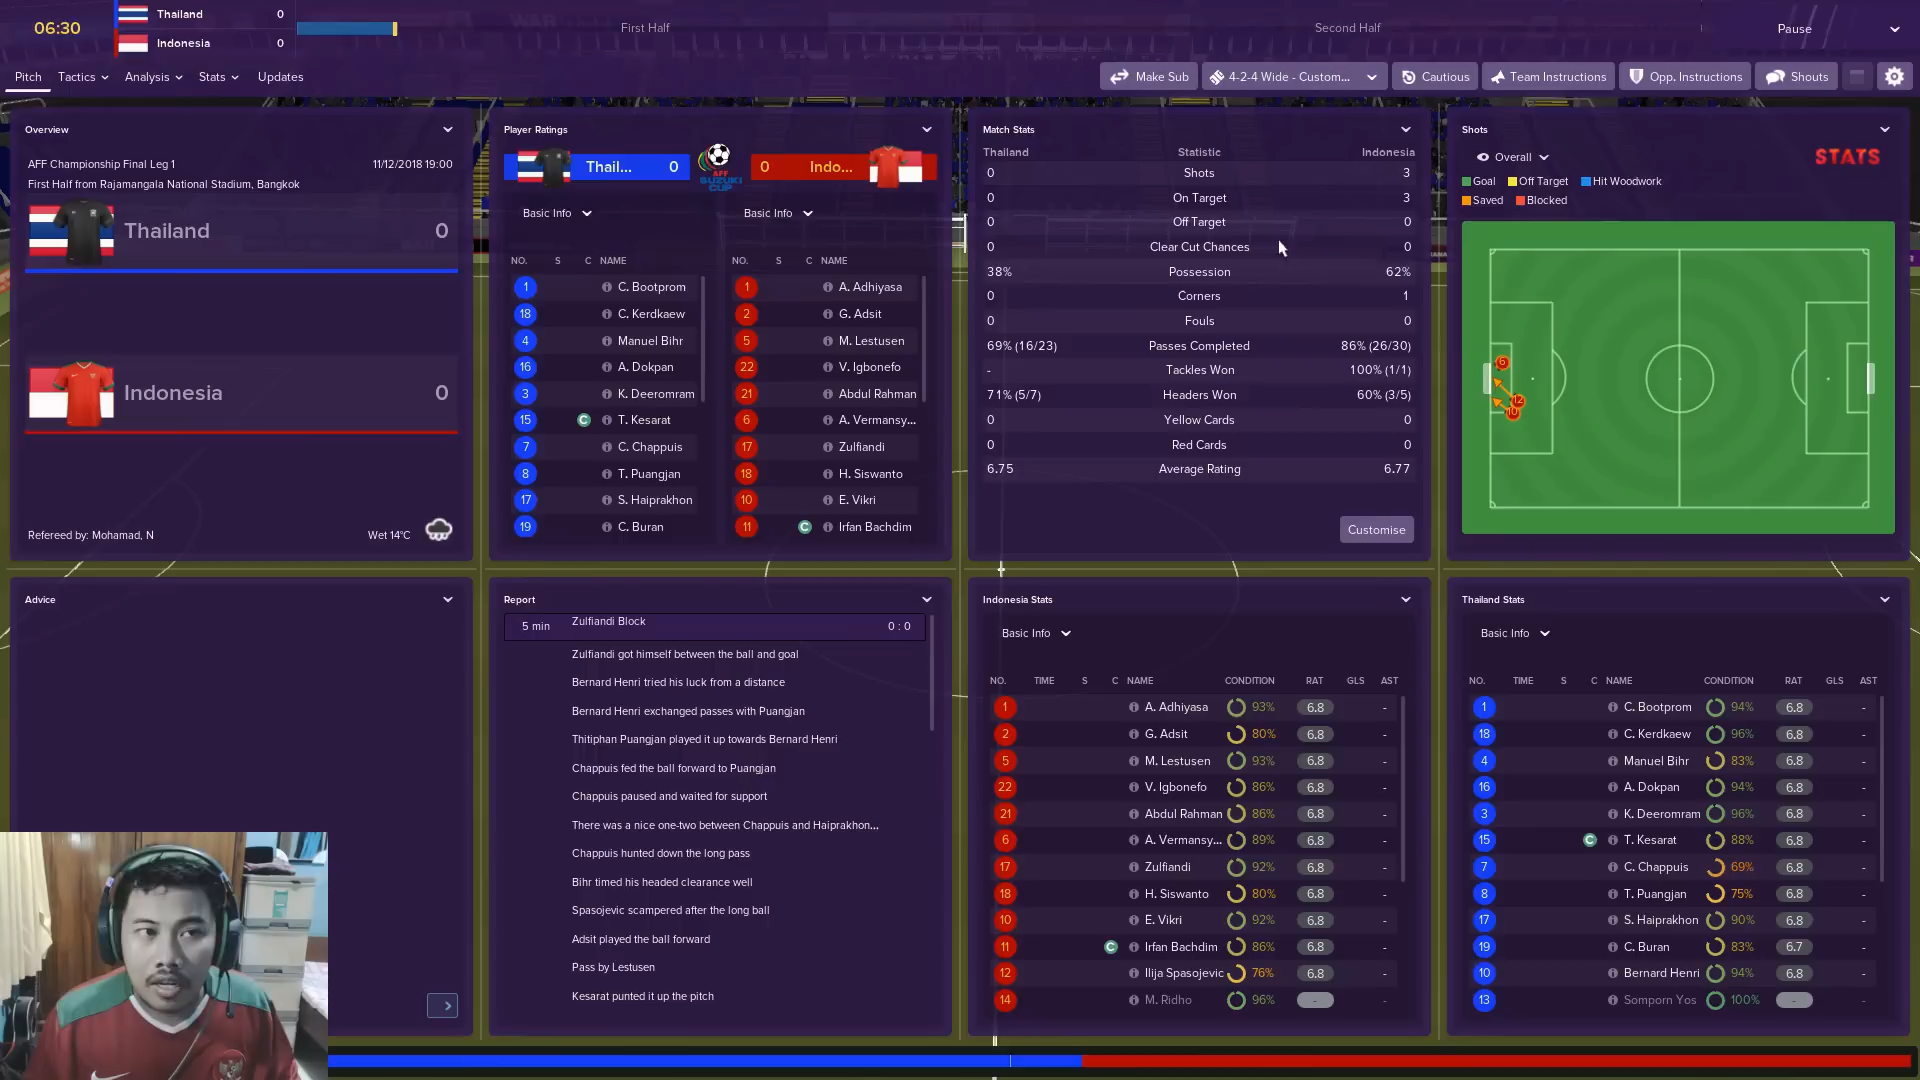 06:30
Thailand 0
Indonesia 0
First Half
Second Half
Pause
Pitch Tactics Analysis Stats Updates
Make Sub 4-2-4 Wide - Custom... Cautious Team Instructions Opp. Instructions Shouts
Overview
AFF Championship Final Leg 1 11/12/2018 19:00
First Half from Rajamangala National Stadium, Bangkok
Thailand 0
Indonesia 0
Refereed by: Mohamad, N Wet 14°C
Player Ratings
Thail... 0 AFF SUZUKI CUP 0 Indo...
Basic Info Basic Info
NO. S C NAME NO. S C NAME
1 C. Bootprom 1 A. Adhiyasa
18 C. Kerdkaew 2 G. Adsit
4 Manuel Bihr 5 M. Lestusen
16 A. Dokpan 22 V. Igbonefo
3 K. Deeromram 21 Abdul Rahman
15 C T. Kesarat 6 A. Vermansy...
7 C. Chappuis 17 Zulfiandi
8 T. Puangjan 18 H. Siswanto
17 S. Haiprakhon 10 E. Vikri
19 C. Buran 11 C Irfan Bachdim
Match Stats
Thailand Statistic Indonesia
0 Shots 3
0 On Target 3
0 Off Target 0
0 Clear Cut Chances 0
38% Possession 62%
0 Corners 1
0 Fouls 0
69% (16/23) Passes Completed 86% (26/30)
- Tackles Won 100% (1/1)
71% (5/7) Headers Won 60% (3/5)
0 Yellow Cards 0
0 Red Cards 0
6.75 Average Rating 6.77
Customise
Shots
Overall STATS
Goal Off Target Hit Woodwork
Saved Blocked
6
12
10
Advice
Report
5 min Zulfiandi Block 0 : 0
Zulfiandi got himself between the ball and goal
Bernard Henri tried his luck from a distance
Bernard Henri exchanged passes with Puangjan
Thitiphan Puangjan played it up towards Bernard Henri
Chappuis fed the ball forward to Puangjan
Chappuis paused and waited for support
There was a nice one-two between Chappuis and Haiprakhon...
Chappuis hunted down the long pass
Bihr timed his headed clearance well
Spasojevic scampered after the long ball
Adsit played the ball forward
Pass by Lestusen
Kesarat punted it up the pitch
Indonesia Stats
Basic Info
NO. TIME S C NAME CONDITION RAT GLS AST
1 A. Adhiyasa 93% 6.8 -
2 G. Adsit 80% 6.8 -
5 M. Lestusen 93% 6.8 -
22 V. Igbonefo 86% 6.8 -
21 Abdul Rahman 86% 6.8 -
6 A. Vermansy... 89% 6.8 -
17 Zulfiandi 92% 6.8 -
18 H. Siswanto 80% 6.8 -
10 E. Vikri 92% 6.8 -
11 C Irfan Bachdim 86% 6.8 -
12 Ilija Spasojevic 76% 6.8 -
14 M. Ridho 96% - -
Thailand Stats
Basic Info
NO. TIME S C NAME CONDITION RAT GLS AST
1 C. Bootprom 94% 6.8 -
18 C. Kerdkaew 96% 6.8 -
4 Manuel Bihr 83% 6.8 -
16 A. Dokpan 94% 6.8 -
3 K. Deeromram 96% 6.8 -
15 C T. Kesarat 88% 6.8 -
7 C. Chappuis 69% 6.8 -
8 T. Puangjan 75% 6.8 -
17 S. Haiprakhon 90% 6.8 -
19 C. Buran 83% 6.7 -
10 Bernard Henri 94% 6.8 -
13 Somporn Yos 100% - -